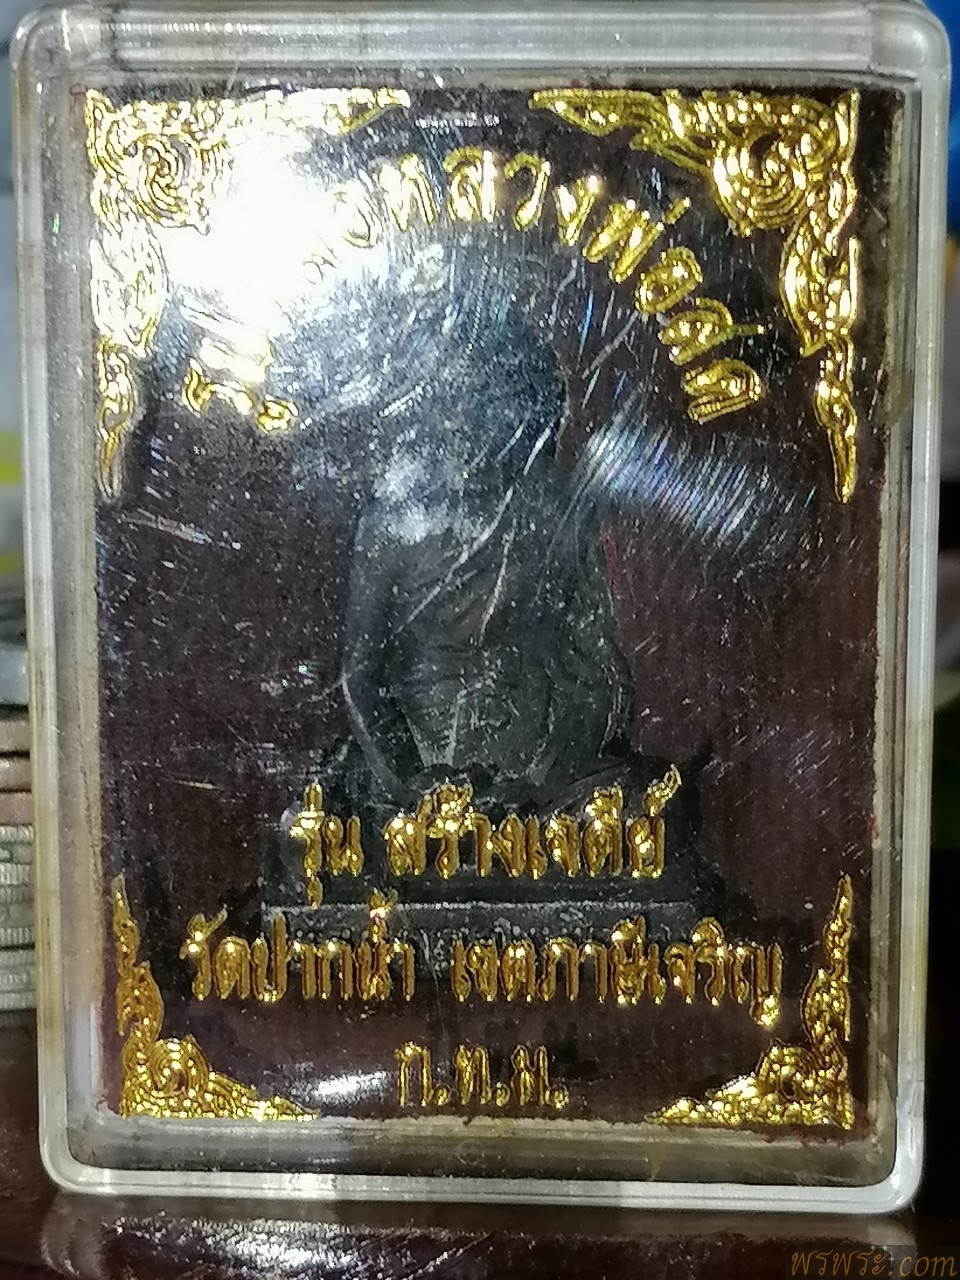 หลวงพ่อสด
รุ่น สร้างเจดีย์
วัดปากน้ำ เขตภาษีเจริญ
ก.ท.ม.
พรพระ.com